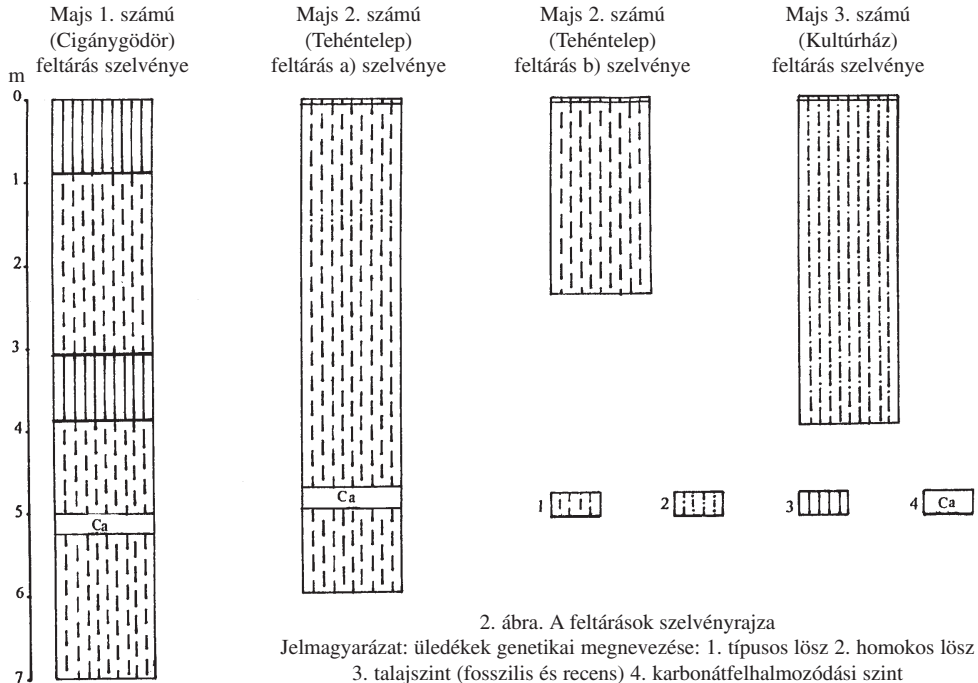 Majs 1. számú
(Cigánygödör)
feltárás szelvénye
Majs 2. számú
(Tehéntelep)
feltárás a) szelvénye
Majs 2. számú
(Tehéntelep)
feltárás b) szelvénye
Majs 3. számú
(Kultúrház)
feltárás szelvénye
m
0
1
2
3
4
5
6
7
Ca
Ca
1
2
3
4 Ca
2. ábra. A feltárások szelvényrajza
Jelmagyarázat: üledékek genetikai megnevezése: 1. típusos lösz 2. homokos lösz
3. talajszint (fosszilis és recens) 4. karbonátfelhalmozódási szint